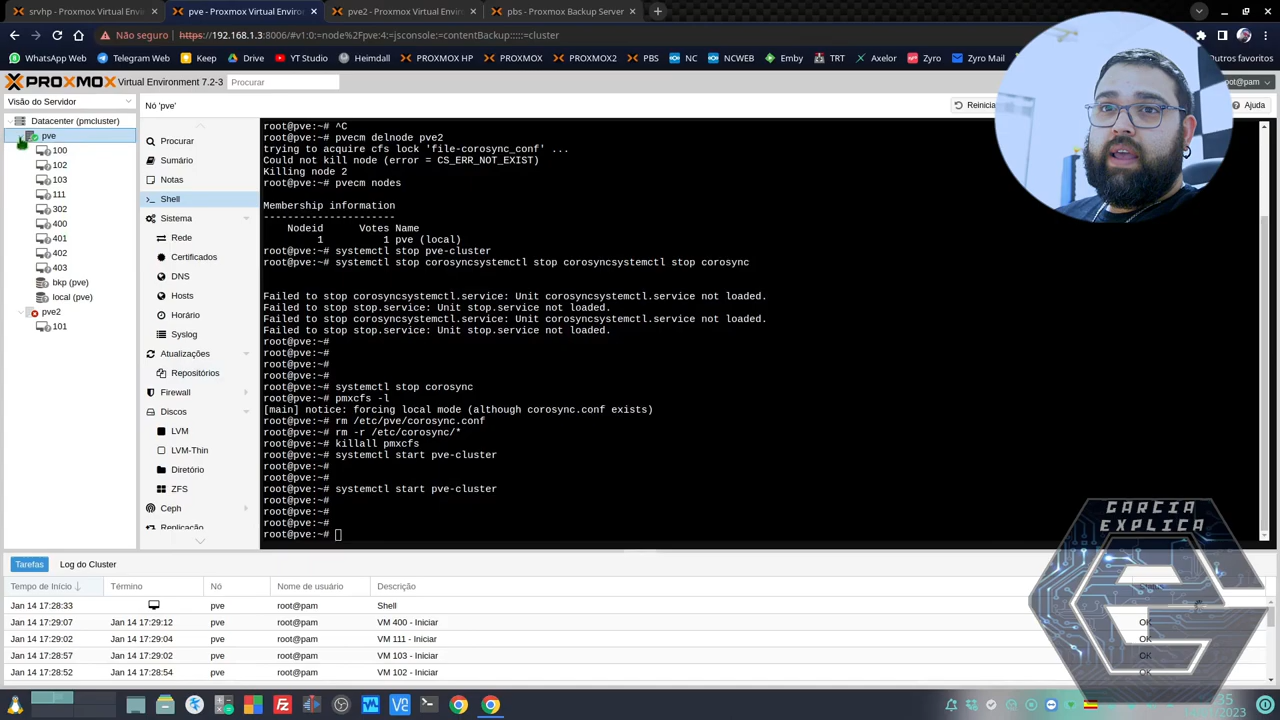 srvhp - Proxmox Virtual Enviro
pve - Proxmox Virtual Enviro
pve2 - Proxmox Virtual Enviro
pbs - Proxmox Backup Server
Não seguro
https://192.168.1.3:8006/#v1:0:=node%2Fpve:4:=jsconsole:=contentBackup:::::=cluster
WhatsApp Web
Telegram Web
Keep
Drive
YT Studio
Heimdall
PROXMOX HP
PROXMOX
PROXMOX2
PBS
NC
NCWEB
Emby
TRT
Axelor
Zyro
Zyro Mail
Outros favoritos
PROXMOX
Virtual Environment 7.2-3
Procurar
ot@pam
Visão do Servidor
Nó 'pve'
Reinicia
Ajuda
Datacenter (pmcluster)
pve
100
102
103
111
302
400
401
402
403
bkp (pve)
local (pve)
pve2
101
Procurar
Sumário
Notas
Shell
Sistema
Rede
Certificados
DNS
Hosts
Horário
Syslog
Atualizações
Repositórios
Firewall
Discos
LVM
LVM-Thin
Diretório
ZFS
Ceph
Replicação
root@pve:~# ^C
root@pve:~# pvecm delnode pve2
trying to acquire cfs lock 'file-corosync_conf' ...
Could not kill node (error = CS_ERR_NOT_EXIST)
Killing node 2
root@pve:~# pvecm nodes
Membership information
----------------------
Nodeid Votes Name
1 1 pve (local)
root@pve:~# systemctl stop pve-cluster
root@pve:~# systemctl stop corosyncsystemctl stop corosyncsystemctl stop corosync
Failed to stop corosyncsystemctl.service: Unit corosyncsystemctl.service not loaded.
Failed to stop stop.service: Unit stop.service not loaded.
Failed to stop corosyncsystemctl.service: Unit corosyncsystemctl.service not loaded.
Failed to stop stop.service: Unit stop.service not loaded.
root@pve:~#
root@pve:~#
root@pve:~#
root@pve:~#
root@pve:~# systemctl stop corosync
root@pve:~# pmxcfs -l
[main] notice: forcing local mode (although corosync.conf exists)
root@pve:~# rm /etc/pve/corosync.conf
root@pve:~# rm -r /etc/corosync/*
root@pve:~# killall pmxcfs
root@pve:~# systemctl start pve-cluster
root@pve:~#
root@pve:~#
root@pve:~# systemctl start pve-cluster
root@pve:~#
root@pve:~#
root@pve:~#
root@pve:~#
GARCIA
EXPLICA
Tarefas
Log do Cluster
Tempo de Início
Término
Nó
Nome de usuário
Descrição
Jan 14 17:28:33 pve root@pam Shell
Jan 14 17:29:07 Jan 14 17:29:12 pve root@pam VM 400 - Iniciar OK
Jan 14 17:29:02 Jan 14 17:29:04 pve root@pam VM 111 - Iniciar OK
Jan 14 17:28:57 Jan 14 17:29:02 pve root@pam VM 103 - Iniciar OK
Jan 14 17:28:52 Jan 14 17:28:54 pve root@pam VM 102 - Iniciar OK